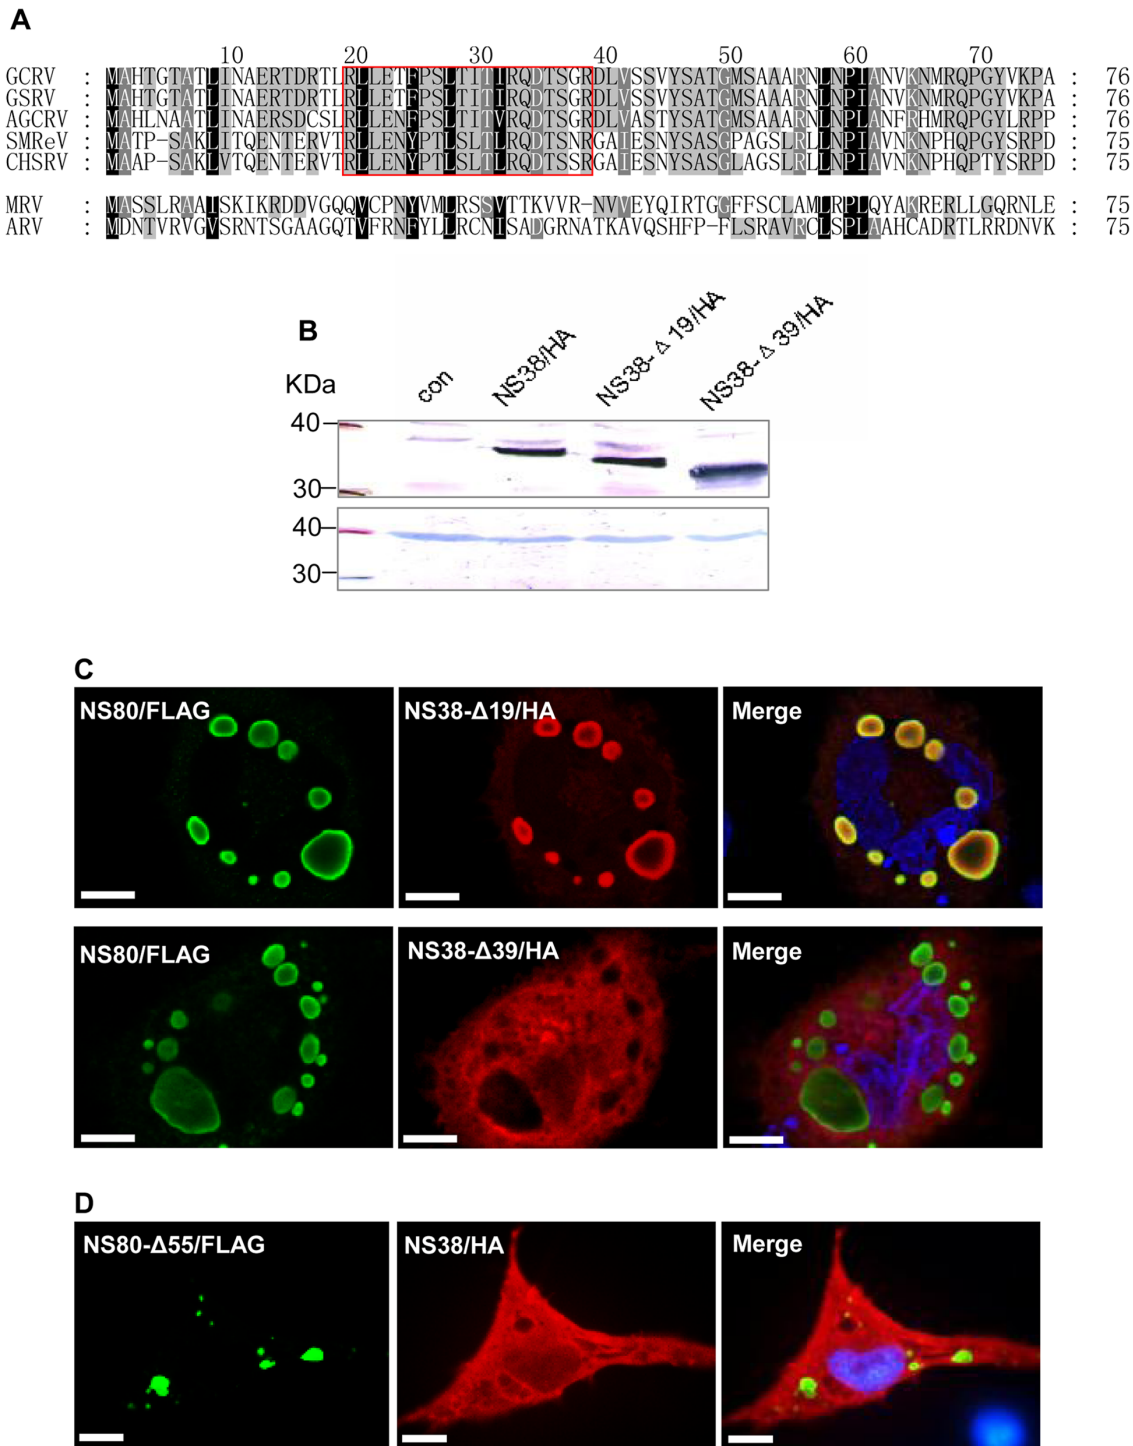 A
10 20 30 40 50 60 70
GCRV : MAHTGTATLINAERTDRTLRLLETFPSLTITIRQDTSGRDLVSSVYSATGMSAAARNLNPIANVKNMRQPGYVKPA : 76
GSRV : MAHTGTATLINAERTDRTLRLLETFPSLTITIRQDTSGRDLVSSVYSATGMSAAARNLNPIANVKNMRQPGYVKPA : 76
AGCRV : MAHLNAATLINAERSDCSLRLLENFPSLTITVRQDTSNRDLVASTYSATGMSAAARNLNPLANFRHMRQPGYLRPP : 76
SMReV : MATP-SAKLITQENTERVTRLLENYPTLSLTLRQDTSNRGAIESNYSASGPAGSLRLLNPIAVNKNPHQPGYSRPD : 75
CHSRV : MAAP-SAKLVTQENTERVTRLLENYPTLSLTLRQDTSSRGAIESNYSASGLAGSLRLLNPIAVNKNPHQPTYSRPD : 75
MRV : MASSLRAAISKIKRDDVGQQVCPNYVMLRSSVTTKVVR-NVVEYQIRTGGFFSCLAMLRPLQYAKRERLLGQRNLE : 75
ARV : MDNTVRVGVSRNTSGAAGQTVFRNFYLLRCNISADGRNATKAVQSHFP-FLSRAVRCLSPLAAHCADRTLRRDNVK : 75
B
KDa con NS38/HA NS38-Δ19/HA NS38-Δ39/HA
40
30
40
30
C
NS80/FLAG NS38-Δ19/HA Merge
NS80/FLAG NS38-Δ39/HA Merge
D
NS80-Δ55/FLAG NS38/HA Merge